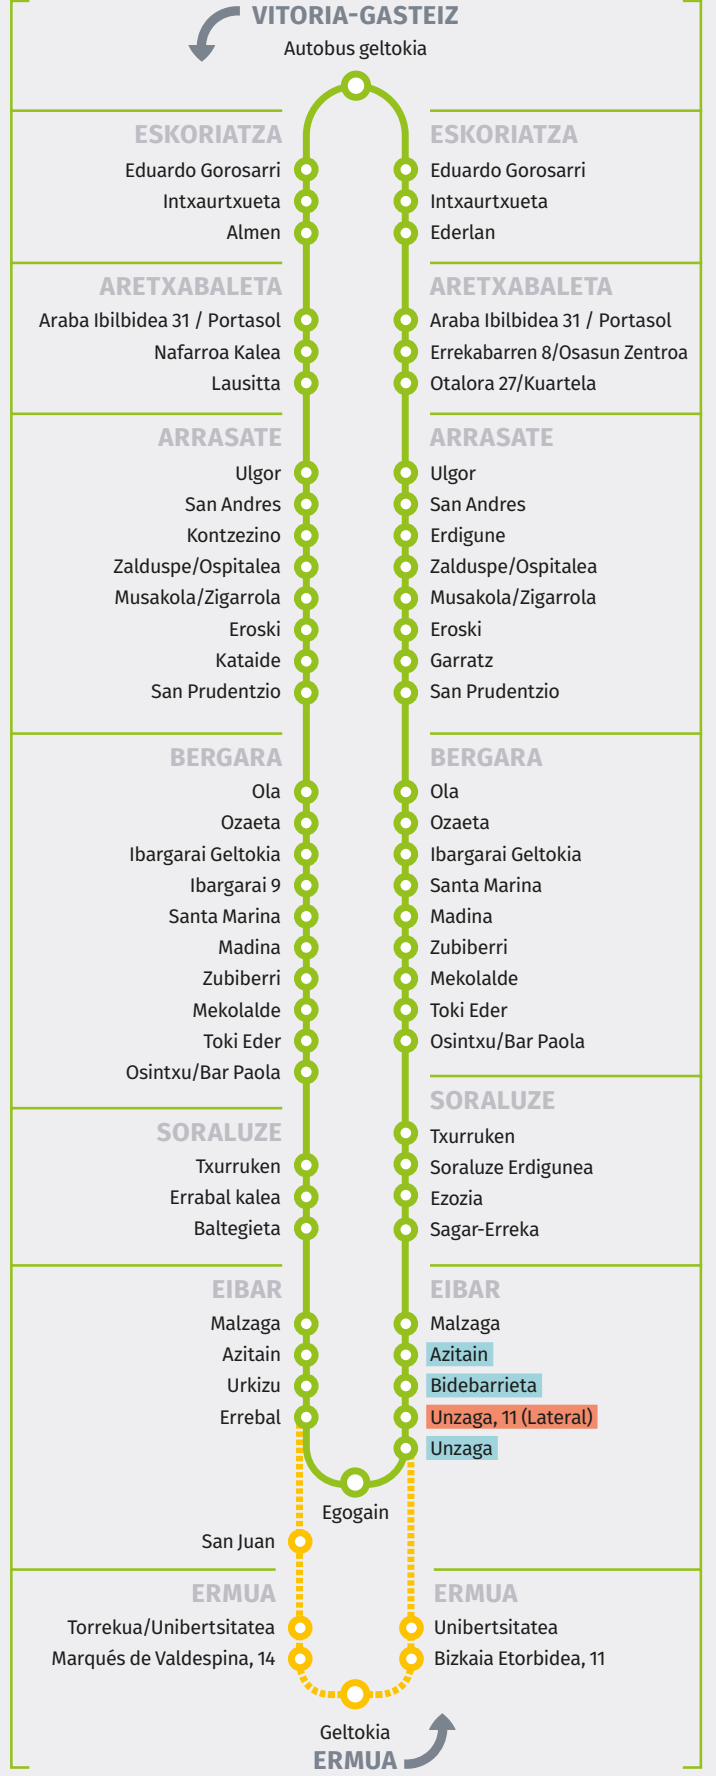 VITORIA-GASTEIZ
Autobus geltokia
ESKORIATZA
Eduardo Gorosarri
Intxaurtxueta
Almen
ARETXABALETA
Araba Ibilbidea 31 / Portasol
Nafarroa Kalea
Lausitta
ARRASATE
Ulgor
San Andres
Kontzezino
Zalduspe/Ospitalea
Musakola/Zigarrola
Eroski
Kataide
San Prudentzio
BERGARA
Ola
Ozaeta
Ibargarai Geltokia
Ibargarai 9
Santa Marina
Madina
Zubiberri
Mekolalde
Toki Eder
Osintxu/Bar Paola
SORALUZE
Txurruken
Errabal kalea
Baltegieta
EIBAR
Malzaga
Azitain
Urkizu
Errebal
San Juan
ERMUA
Torrekua/Unibertsitatea
Marqués de Valdespina, 14
ESKORIATZA
Eduardo Gorosarri
Intxaurtxueta
Ederlan
ARETXABALETA
Araba Ibilbidea 31 / Portasol
Errekabarren 8/Osasun Zentroa
Otalora 27/Kuartela
ARRASATE
Ulgor
San Andres
Erdigune
Zalduspe/Ospitalea
Musakola/Zigarrola
Eroski
Garratz
San Prudentzio
BERGARA
Ola
Ozaeta
Ibargarai Geltokia
Santa Marina
Madina
Zubiberri
Mekolalde
Toki Eder
Osintxu/Bar Paola
SORALUZE
Txurruken
Soraluze Erdigunea
Ezozia
Sagar-Erreka
EIBAR
Malzaga
Azitain
Bidebarrieta
Unzaga, 11 (Lateral)
Unzaga
Egogain
ERMUA
Unibertsitatea
Bizkaia Etorbidea, 11
Geltokia
ERMUA